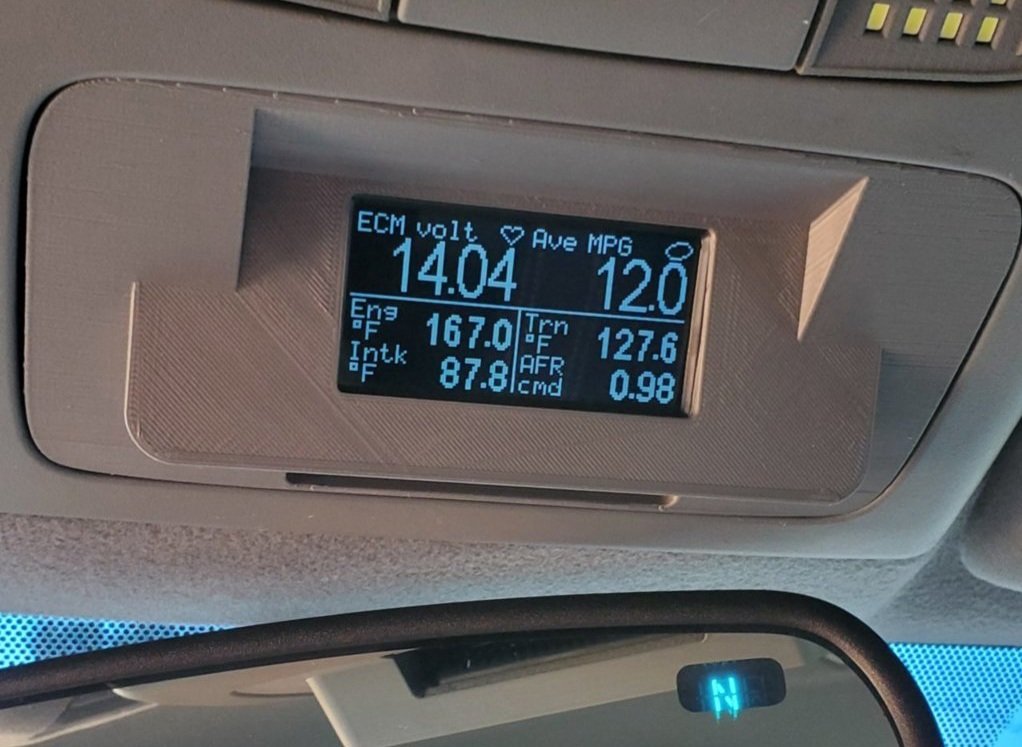 ECM volt ♡ Ave MPG
14.04 12.0
Eng °F 167.0 Trn °F 127.6
Intk °F 87.8 AFR cmd 0.98
N